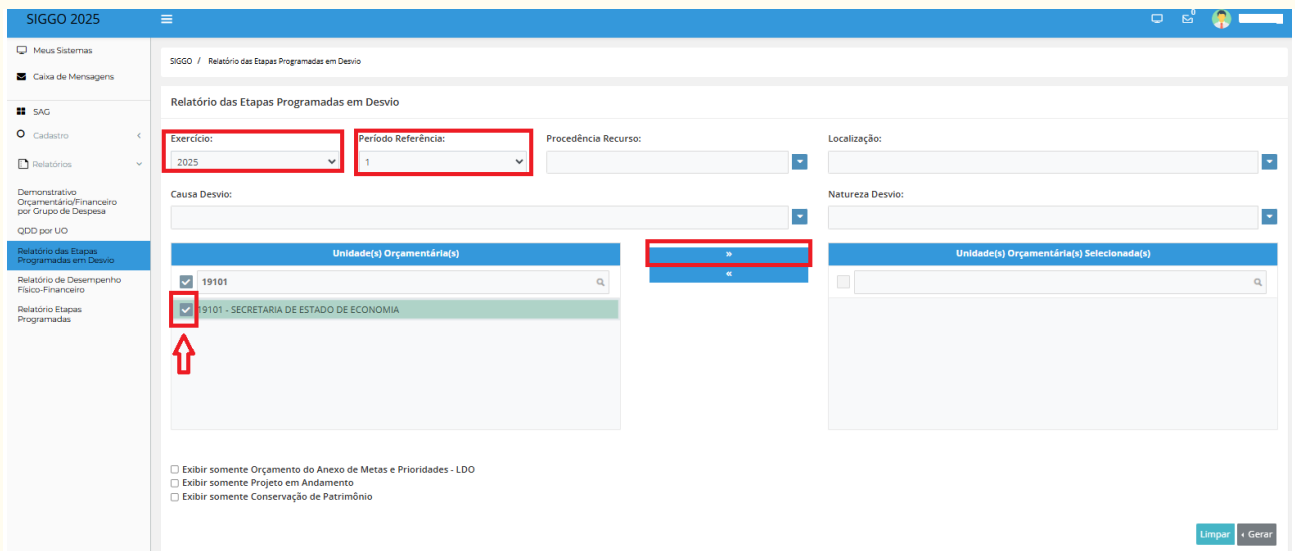 SIGGO 2025
0
Meus Sistemas
Caixa de Mensagens
SAG
Cadastro
Relatórios
Demonstrativo
Orçamentário/Financeiro
por Grupo de Despesa
QDD por UO
Relatório das Etapas
Programadas em Desvio
Relatório de Desempenho
Físico-Financeiro
Relatório Etapas
Programadas
SIGGO / Relatório das Etapas Programadas em Desvio
Relatório das Etapas Programadas em Desvio
Exercício: Período Referência: Procedência Recurso: Localização:
2025 1
Causa Desvio: Natureza Desvio:
Unidade(s) Orçamentária(s) » Unidade(s) Orçamentária(s) Selecionada(s)
19101 «
19101 - SECRETARIA DE ESTADO DE ECONOMIA
Exibir somente Orçamento do Anexo de Metas e Prioridades - LDO
Exibir somente Projeto em Andamento
Exibir somente Conservação de Patrimônio
Limpar Gerar